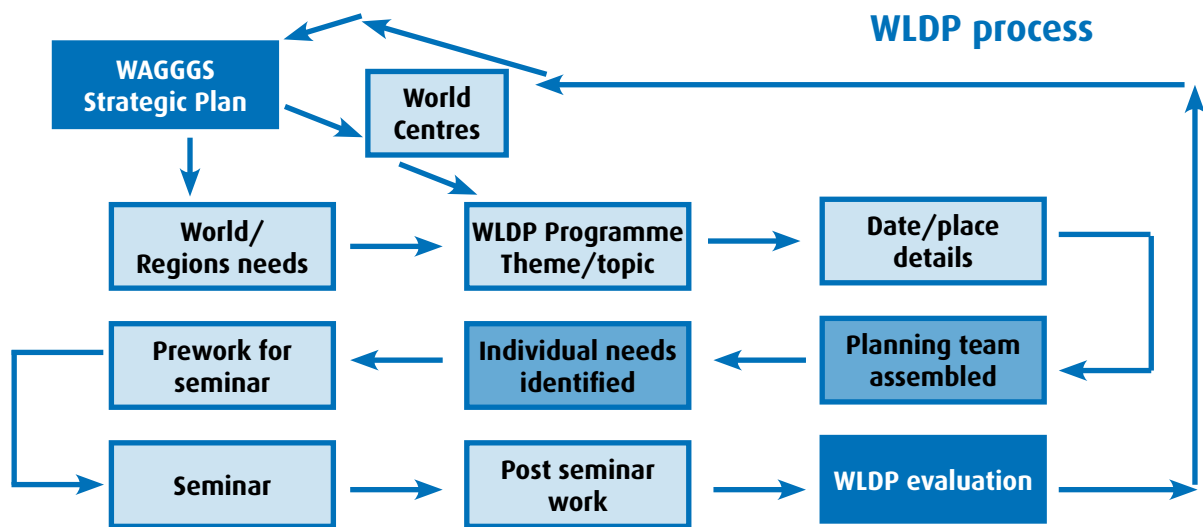 WLDP process
WAGGGS
Strategic Plan
World
Centres
World/
Regions needs
WLDP Programme
Theme/topic
Date/place
details
Prework for
seminar
Individual needs
identified
Planning team
assembled
Seminar
Post seminar
work
WLDP evaluation